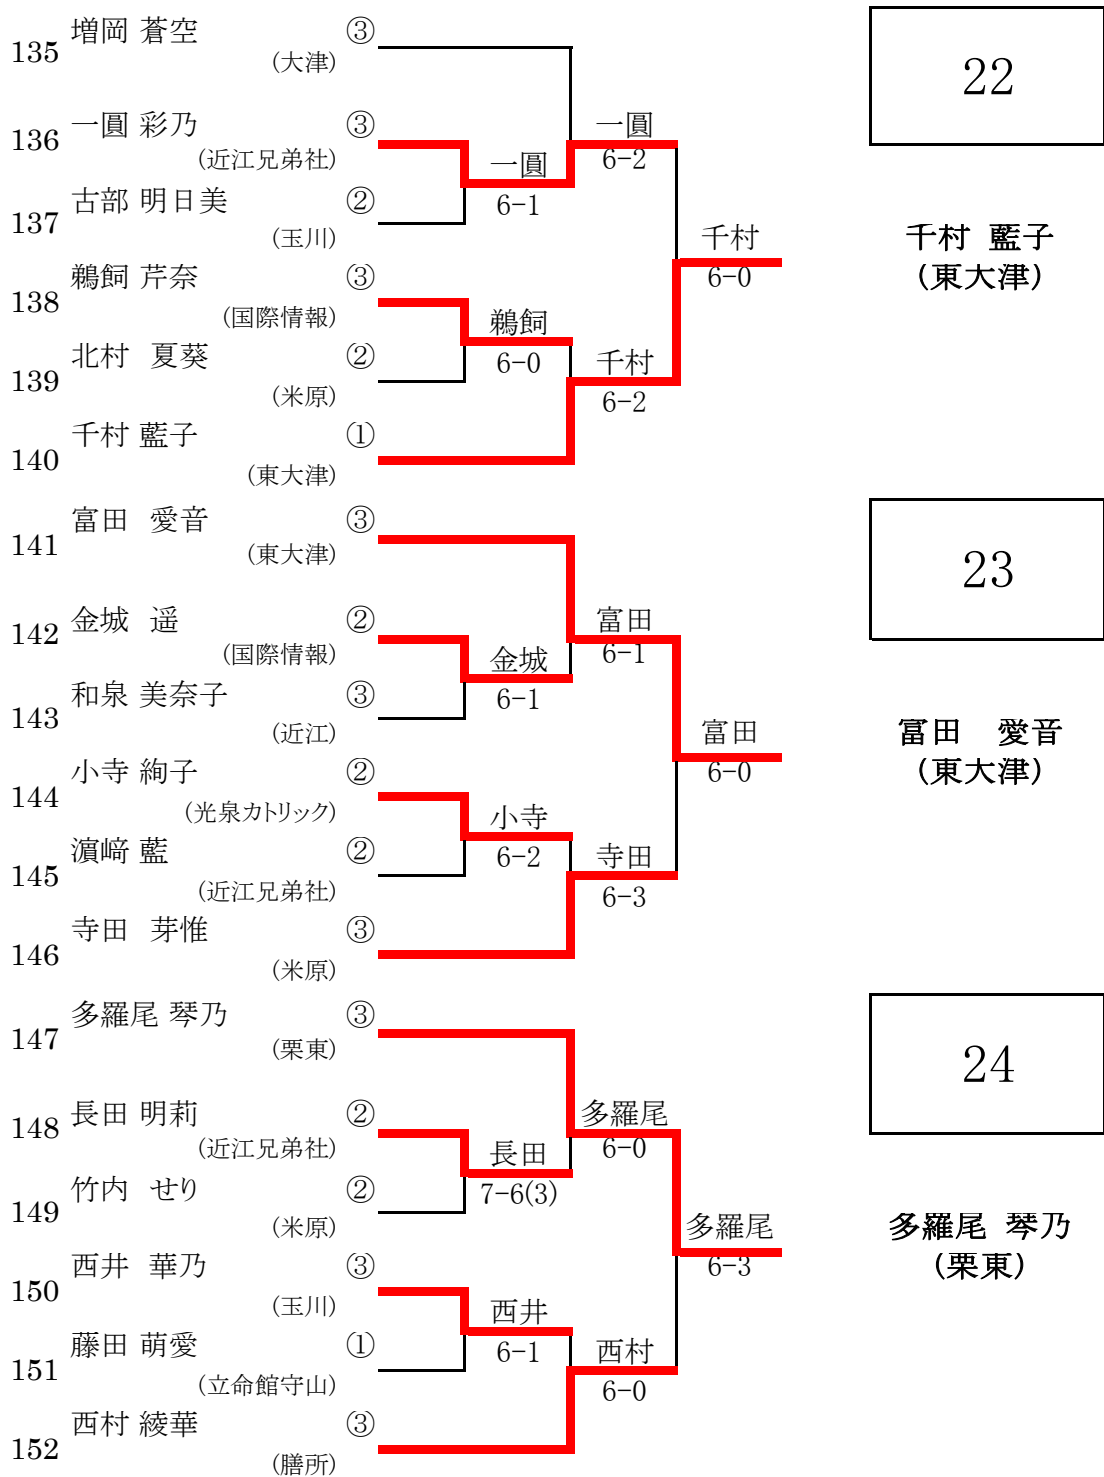 135 増岡 蒼空 ③
(大津)
136 一圓 彩乃 ③
(近江兄弟社)
137 古部 明日美 ②
(玉川)
138 鵜飼 芹奈 ③
(国際情報)
139 北村 夏葵 ②
(米原)
140 千村 藍子 ①
(東大津)
一圓
6-1
鵜飼
6-0
一圓
6-2
千村
6-2
千村
6-0
22
千村 藍子
(東大津)
141 富田 愛音 ③
(東大津)
142 金城 遥 ②
(国際情報)
143 和泉 美奈子 ③
(近江)
144 小寺 絢子 ②
(光泉カトリック)
145 濵﨑 藍 ②
(近江兄弟社)
146 寺田 芽惟 ③
(米原)
金城
6-1
小寺
6-2
富田
6-1
寺田
6-3
富田
6-0
23
冨田 愛音
(東大津)
147 多羅尾 琴乃 ③
(栗東)
148 長田 明莉 ②
(近江兄弟社)
149 竹内 せり ②
(米原)
150 西井 華乃 ③
(玉川)
151 藤田 萌愛 ①
(立命館守山)
152 西村 綾華 ③
(膳所)
長田
7-6(3)
西井
6-1
多羅尾
6-0
西村
6-0
多羅尾
6-3
24
多羅尾 琴乃
(栗東)